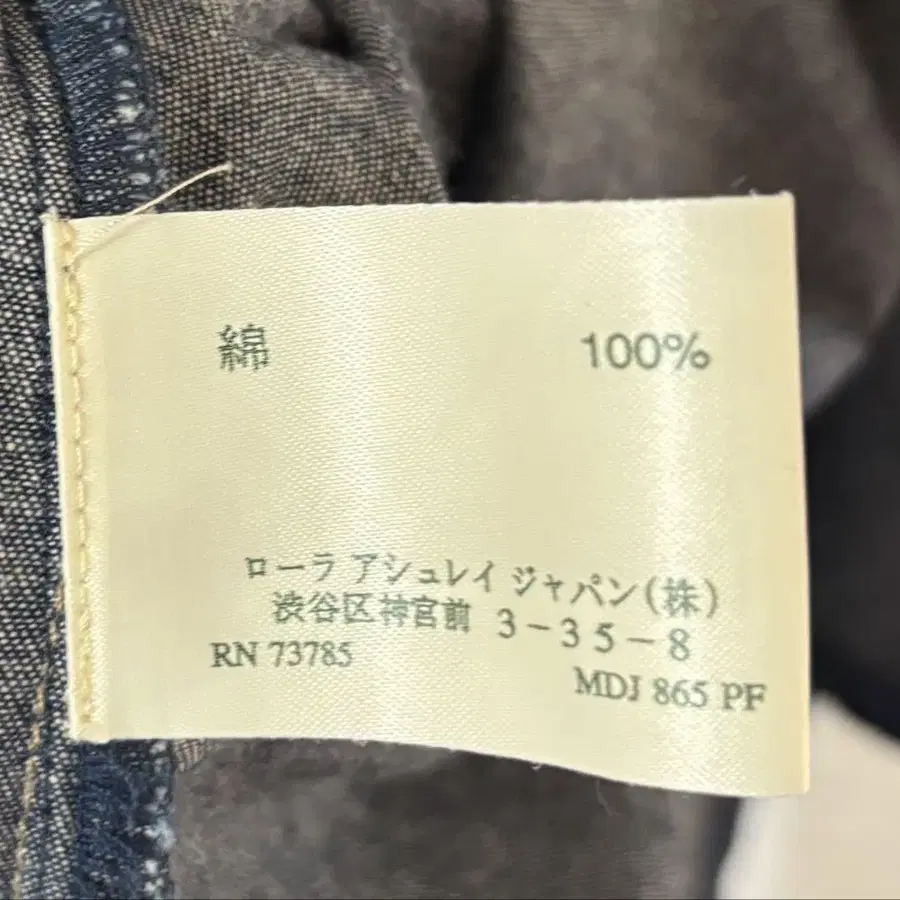 綿 100%
ローラ アシュレイ ジャパン(株)
渋谷区神宮前 3-35-8
RN 73785
MDJ 865 PF